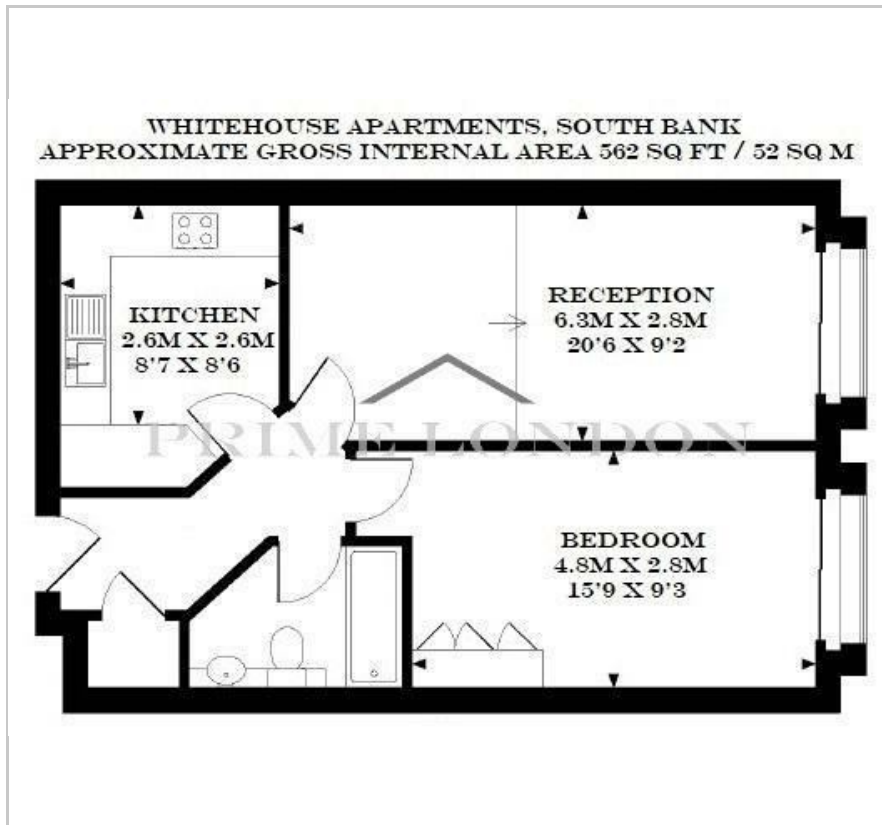 WHITEHOUSE APARTMENTS, SOUTH BANK
APPROXIMATE GROSS INTERNAL AREA 562 SQ FT / 52 SQ M
KITCHEN
2.6M X 2.6M
8'7 X 8'6
RECEPTION
6.3M X 2.8M
20'6 X 9'2
PRIME LONDON
BEDROOM
4.8M X 2.8M
15'9 X 9'3